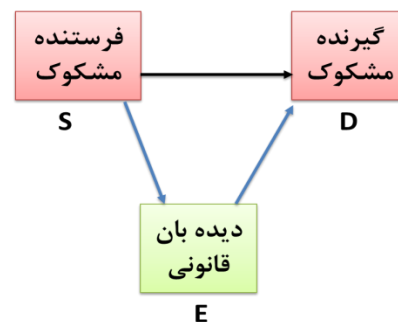 فرستنده
مشکوک
S
گیرنده
مشکوک
D
دیده بان
قانونی
E